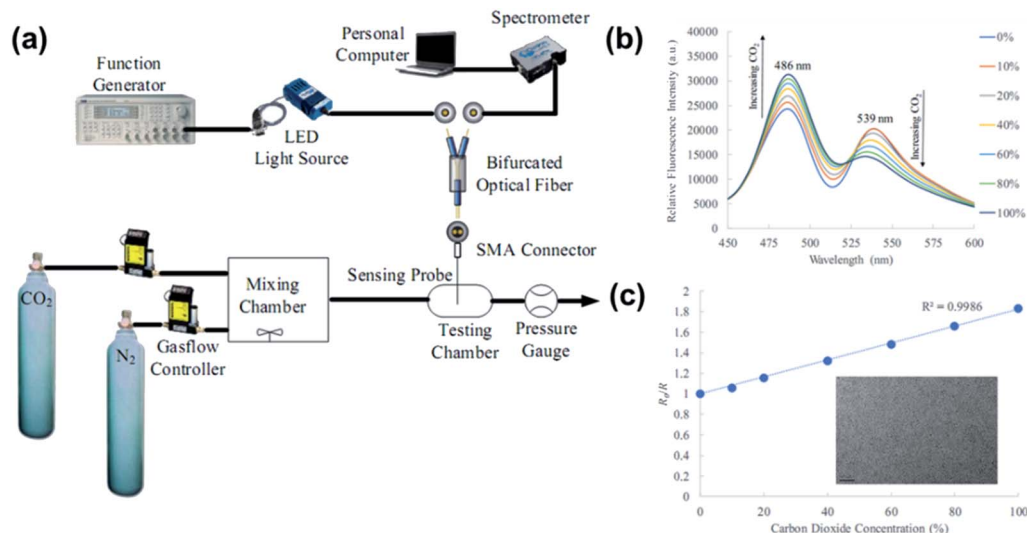 (a)
Function
Generator
LED
Light Source
Personal
Computer
Spectrometer
Bifurcated
Optical Fiber
SMA Connector
CO2
N2
Gasflow
Controller
Mixing
Chamber
Sensing Probe
Testing
Chamber
Pressure
Gauge
(b)
Relative Fluorescence Intensity (a.u.)
40000
35000
30000
25000
20000
15000
10000
5000
0
Increasing CO2
486 nm
539 nm
Increasing CO2
0%
10%
20%
40%
60%
80%
100%
450
475
500
525
550
575
600
Wavelength (nm)
(c)
R0/R
2
1.8
1.6
1.4
1.2
1
0.8
0.6
0.4
0.2
0
R² = 0.9986
0
20
40
60
80
100
Carbon Dioxide Concentration (%)